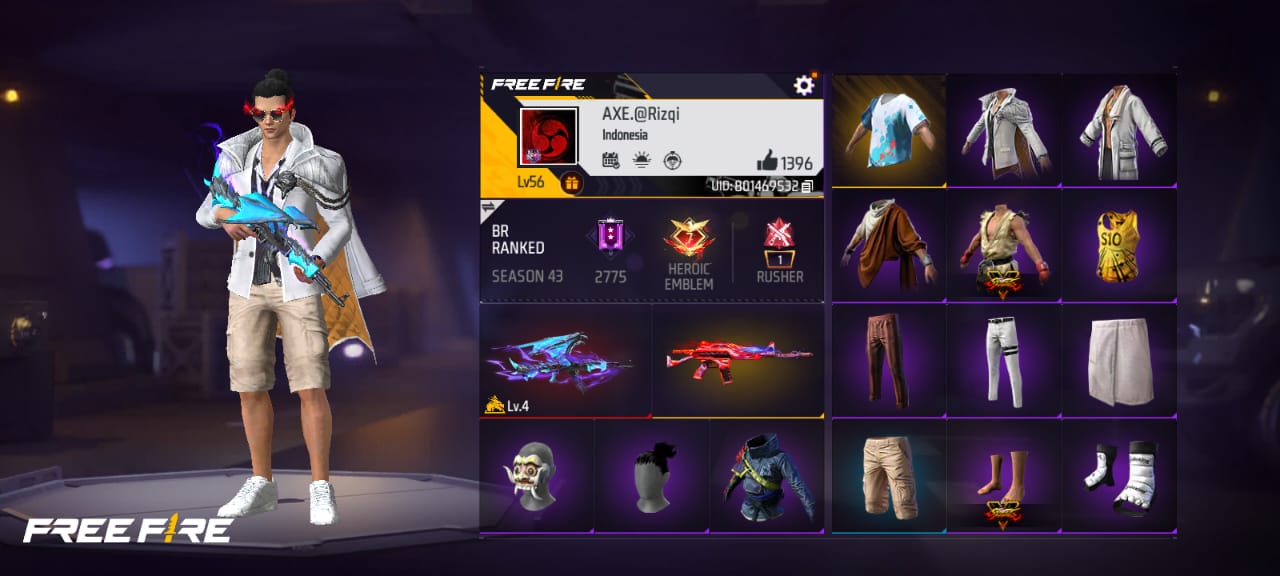 FREE FIRE
AXE.@Rizqi
Indonesia
1396
Lv56
UID: 801469532
BR
RANKED
SEASON 43
2775
HEROIC
EMBLEM
1
RUSHER
S10
Lv.4
FREE FIRE